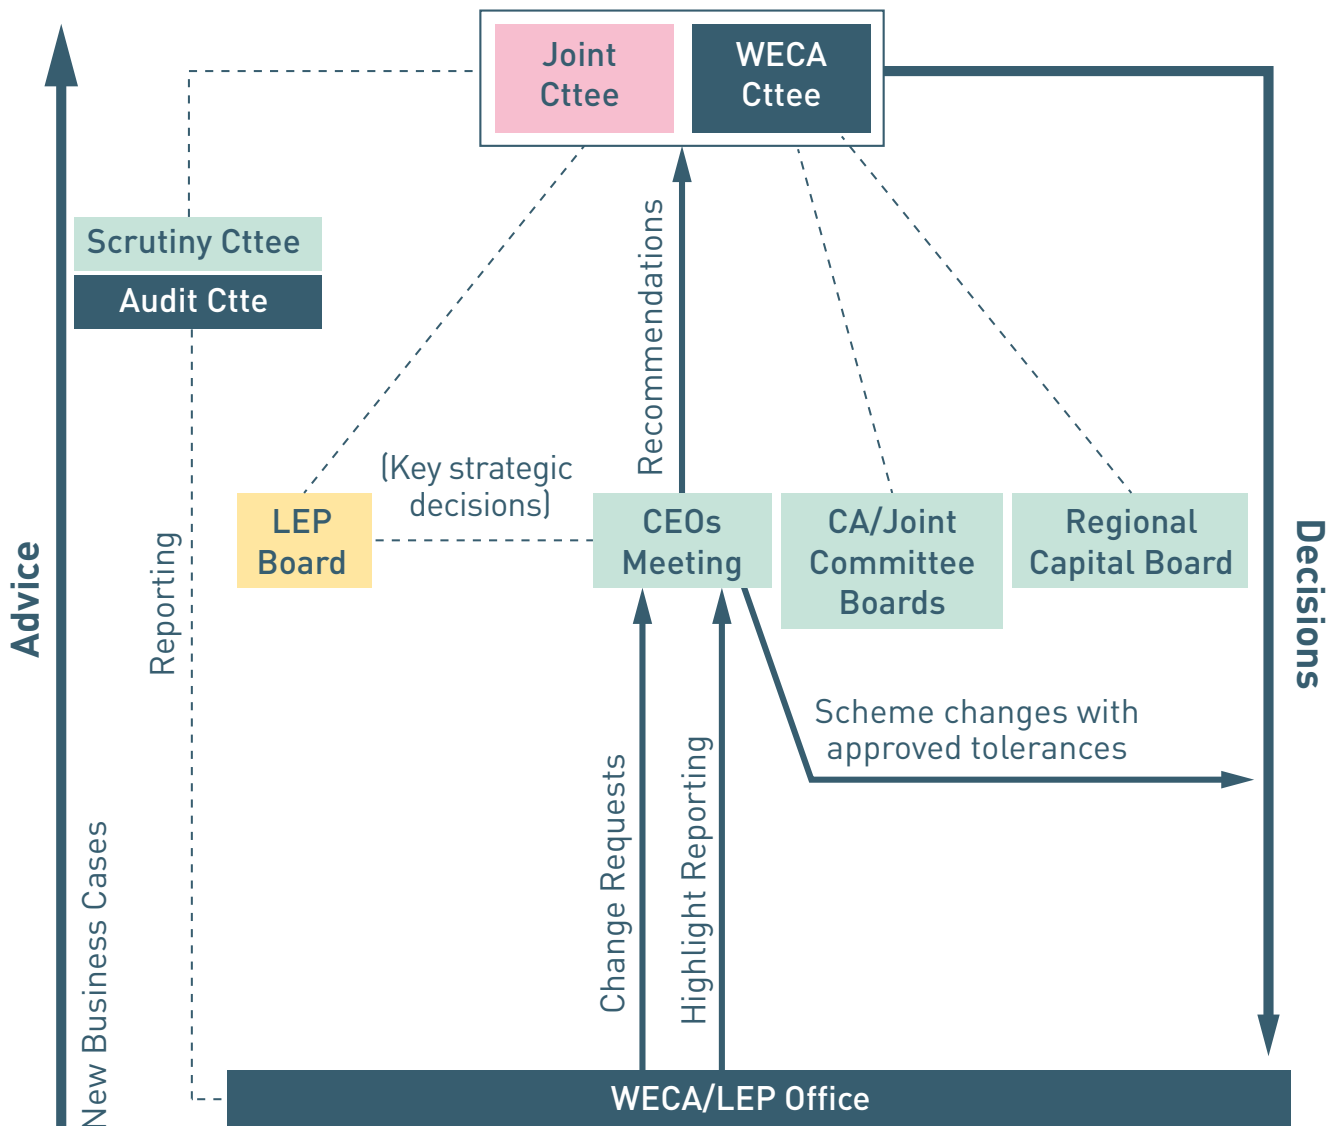 Joint
Cttee
WECA
Cttee
Scrutiny Cttee
Audit Ctte
Recommendations
(Key strategic
decisions)
LEP
Board
CEOs
Meeting
CA/Joint
Committee
Boards
Regional
Capital Board
Advice
Reporting
Decisions
Scheme changes with
approved tolerances
Change Requests
Highlight Reporting
New Business Cases
WECA/LEP Office